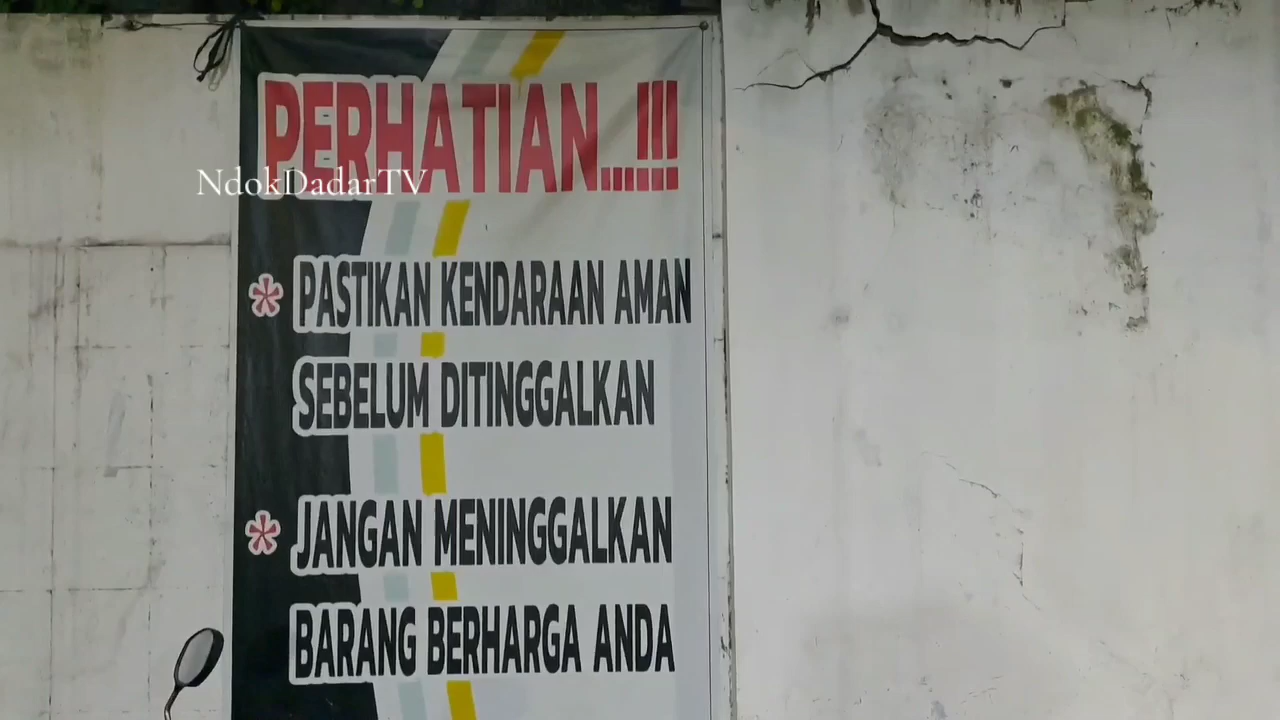 PERHATIAN...!!!
NdokDadarTV
* PASTIKAN KENDARAAN AMAN
SEBELUM DITINGGALKAN
* JANGAN MENINGGALKAN
BARANG BERHARGA ANDA